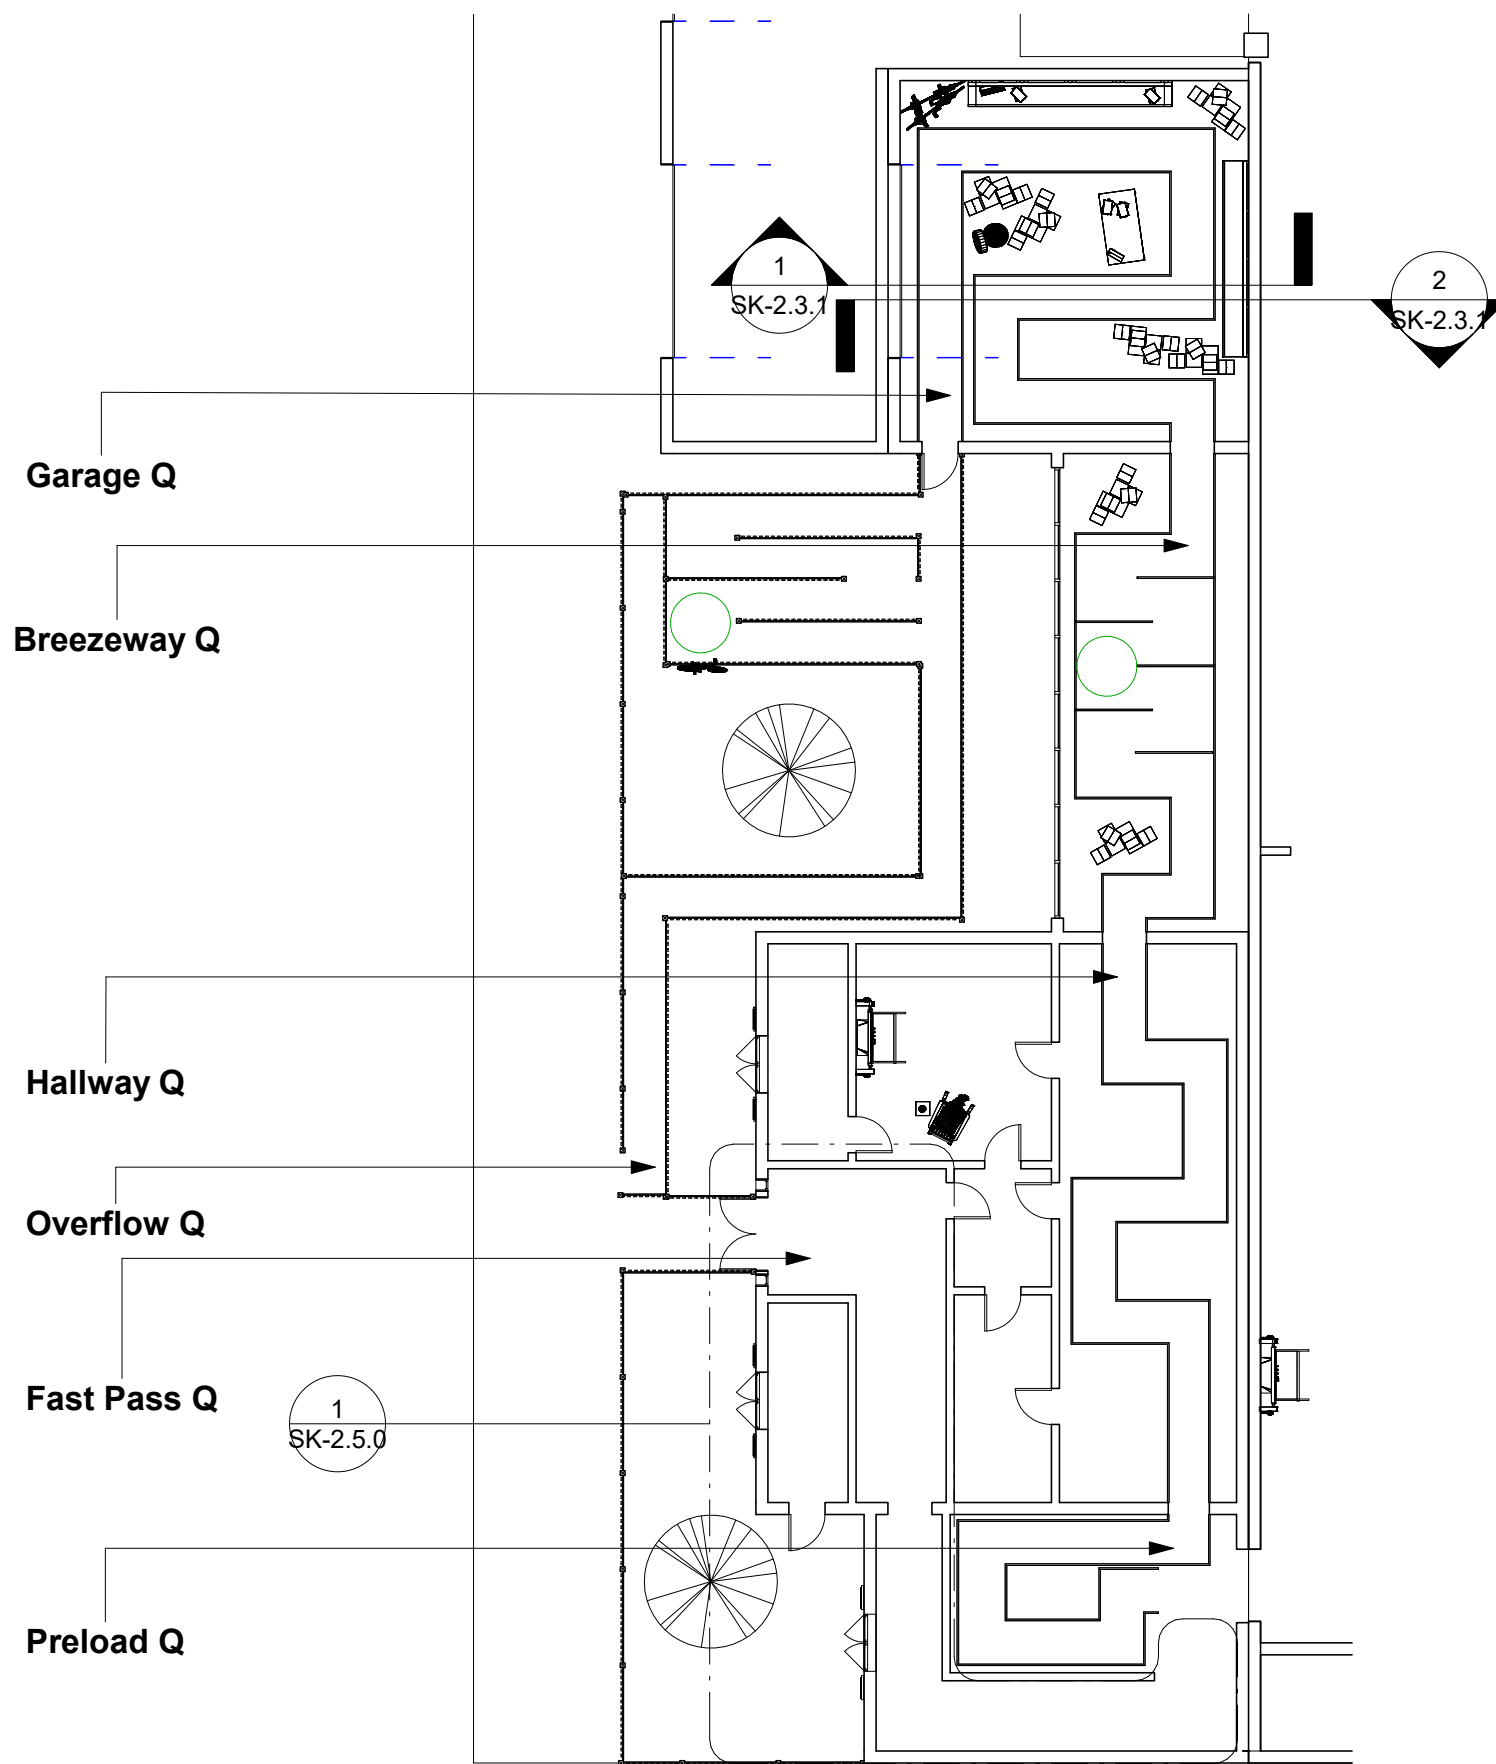 1
SK-2.3.1
2
SK-2.3.1
Garage Q
Breezeway Q
Hallway Q
Overflow Q
Fast Pass Q
1
SK-2.5.0
Preload Q